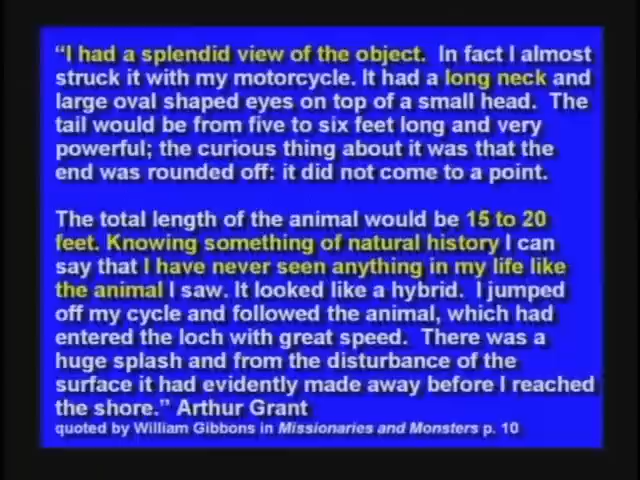 “I had a splendid view of the object.  In fact I almost
struck it with my motorcycle. It had a long neck and
large oval shaped eyes on top of a small head.  The
tail would be from five to six feet long and very
powerful; the curious thing about it was that the
end was rounded off: it did not come to a point.
The total length of the animal would be 15 to 20
feet. Knowing something of natural history I can
say that I have never seen anything in my life like
the animal I saw. It looked like a hybrid.  I jumped
off my cycle and followed the animal, which had
entered the loch with great speed.  There was a
huge splash and from the disturbance of the
surface it had evidently made away before I reached
the shore.” Arthur Grant
quoted by William Gibbons in Missionaries and Monsters p. 10